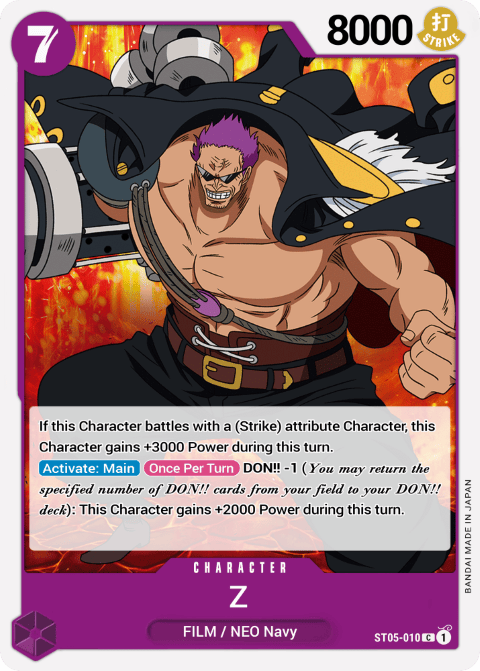 7
8000
打
STRIKE
If this Character battles with a (Strike) attribute Character, this
Character gains +3000 Power during this turn.
Activate: Main Once Per Turn DON!! -1 (You may return the
specified number of DON!! cards from your field to your DON!!
deck): This Character gains +2000 Power during this turn.
BANDAI MADE IN JAPAN
CHARACTER
Z
FILM / NEO Navy
ST05-010 C 1